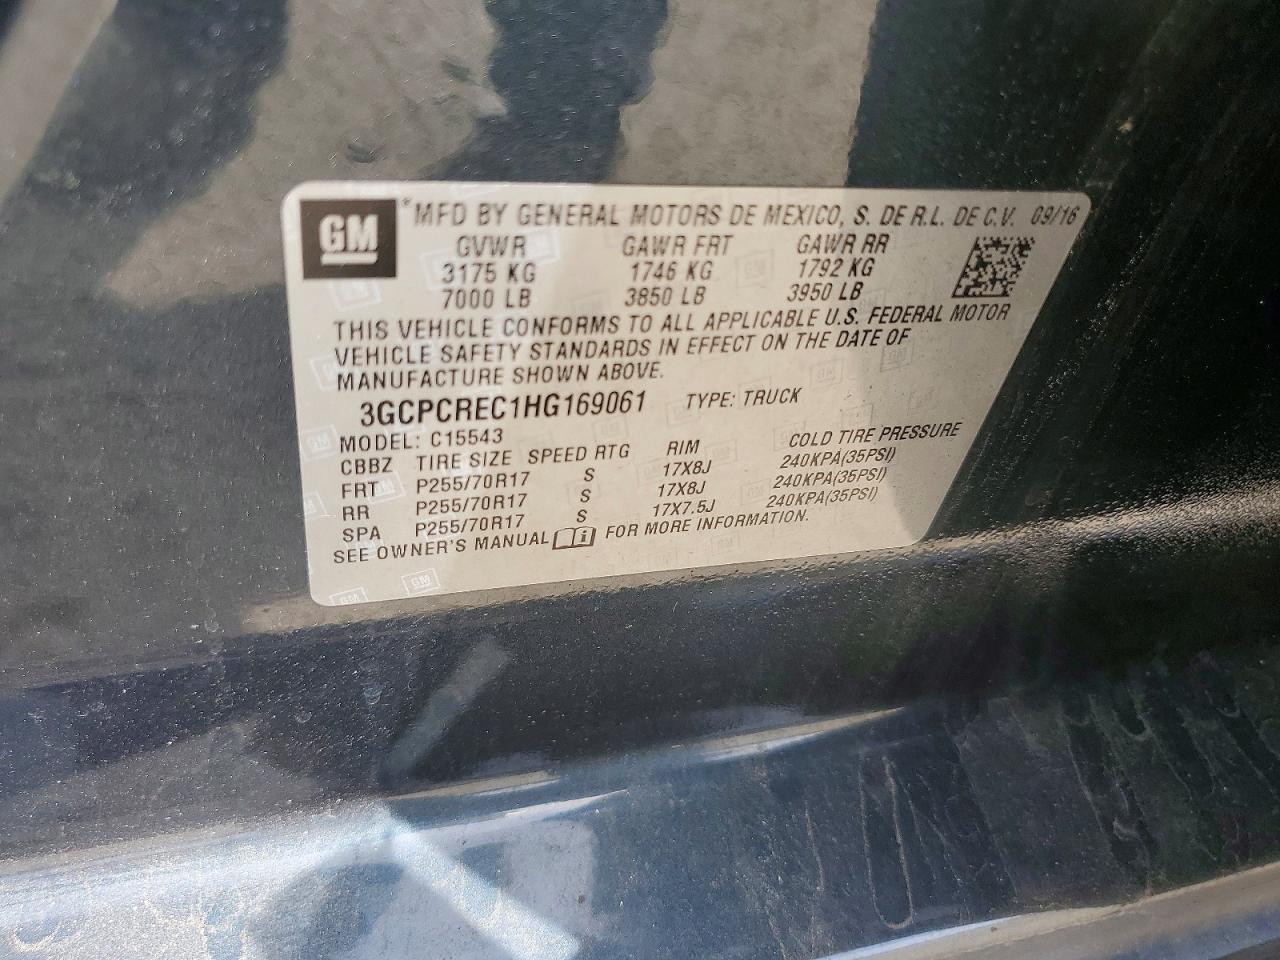 GM ® MFD BY GENERAL MOTORS DE MEXICO, S. DE R.L. DE C.V. 09/16
GVWR GAWR FRT GAWR RR
3175 KG 1746 KG 1792 KG
7000 LB 3850 LB 3950 LB
THIS VEHICLE CONFORMS TO ALL APPLICABLE U.S. FEDERAL MOTOR
VEHICLE SAFETY STANDARDS IN EFFECT ON THE DATE OF
MANUFACTURE SHOWN ABOVE.
3GCPCREC1HG169061 TYPE: TRUCK
MODEL: C15543
CBBZ TIRE SIZE SPEED RTG RIM COLD TIRE PRESSURE
FRT P255/70R17 S 17X8J 240KPA(35PSI)
RR P255/70R17 S 17X8J 240KPA(35PSI)
SPA P255/70R17 S 17X7.5J 240KPA(35PSI)
SEE OWNER'S MANUAL FOR MORE INFORMATION.